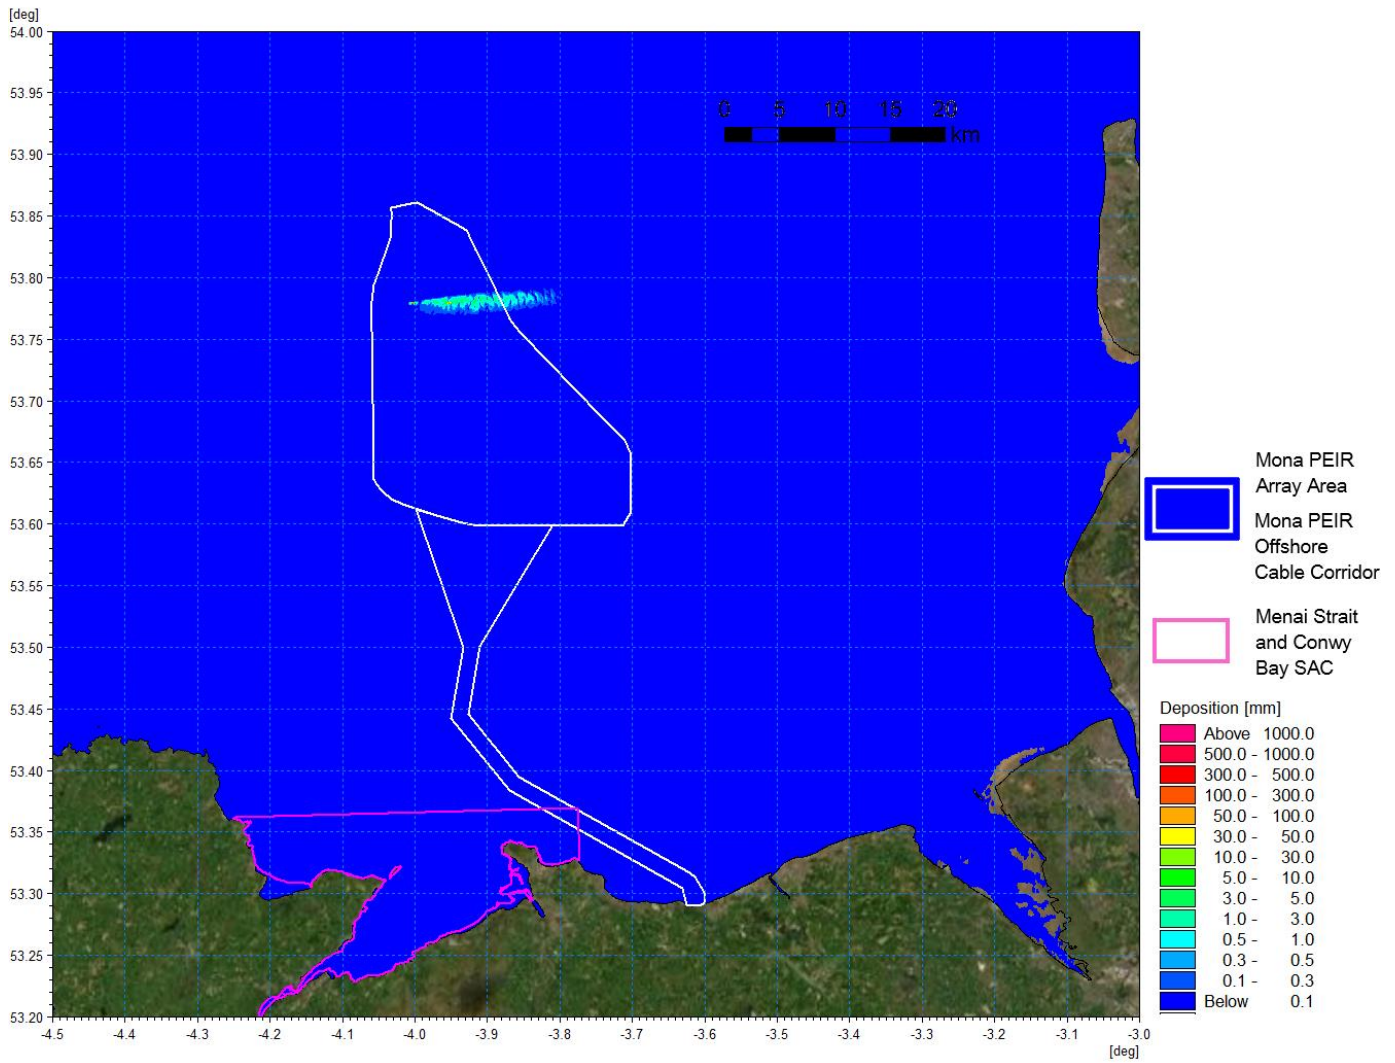 [deg]
54.00
53.95
53.90
53.85
53.80
53.75
53.70
53.65
53.60
53.55
53.50
53.45
53.40
53.35
53.30
53.25
53.20
-4.5 -4.4 -4.3 -4.2 -4.1 -4.0 -3.9 -3.8 -3.7 -3.6 -3.5 -3.4 -3.3 -3.2 -3.1 -3.0
[deg]
0 5 10 15 20
km
Mona PEIR
Array Area
Mona PEIR
Offshore
Cable Corridor
Menai Strait
and Conwy
Bay SAC
Deposition [mm]
Above 1000.0
500.0 - 1000.0
300.0 - 500.0
100.0 - 300.0
50.0 - 100.0
30.0 - 50.0
10.0 - 30.0
5.0 - 10.0
3.0 - 5.0
1.0 - 3.0
0.5 - 1.0
0.3 - 0.5
0.1 - 0.3
Below 0.1